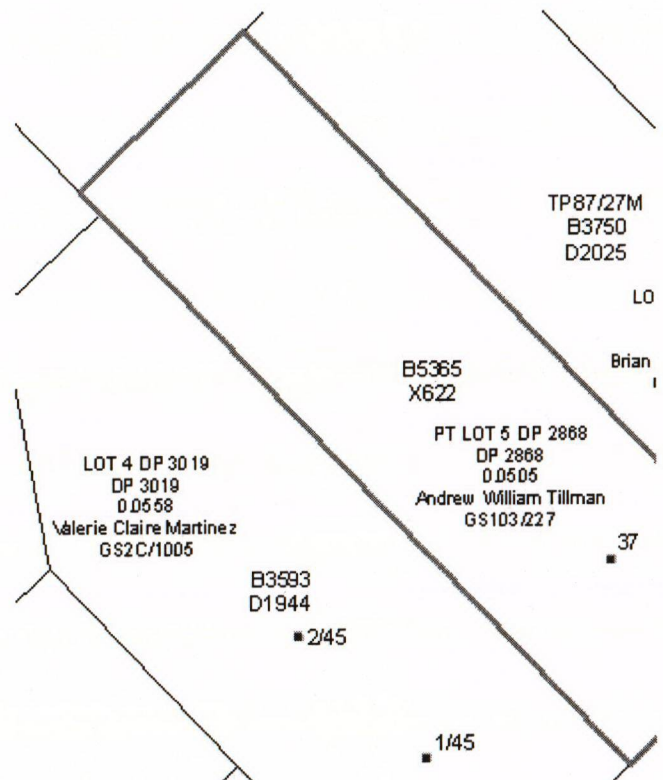 TP87/27M
B3750
D2025
LO
Brian
B5365
X622
PT LOT 5 DP 2868
DP 2868
0.0505
Andrew William Tillman
GS103/227
37
LOT 4 DP 3019
DP 3019
0.0558
Valerie Claire Martinez
GS2C/1005
B3593
D1944
2/45
1/45